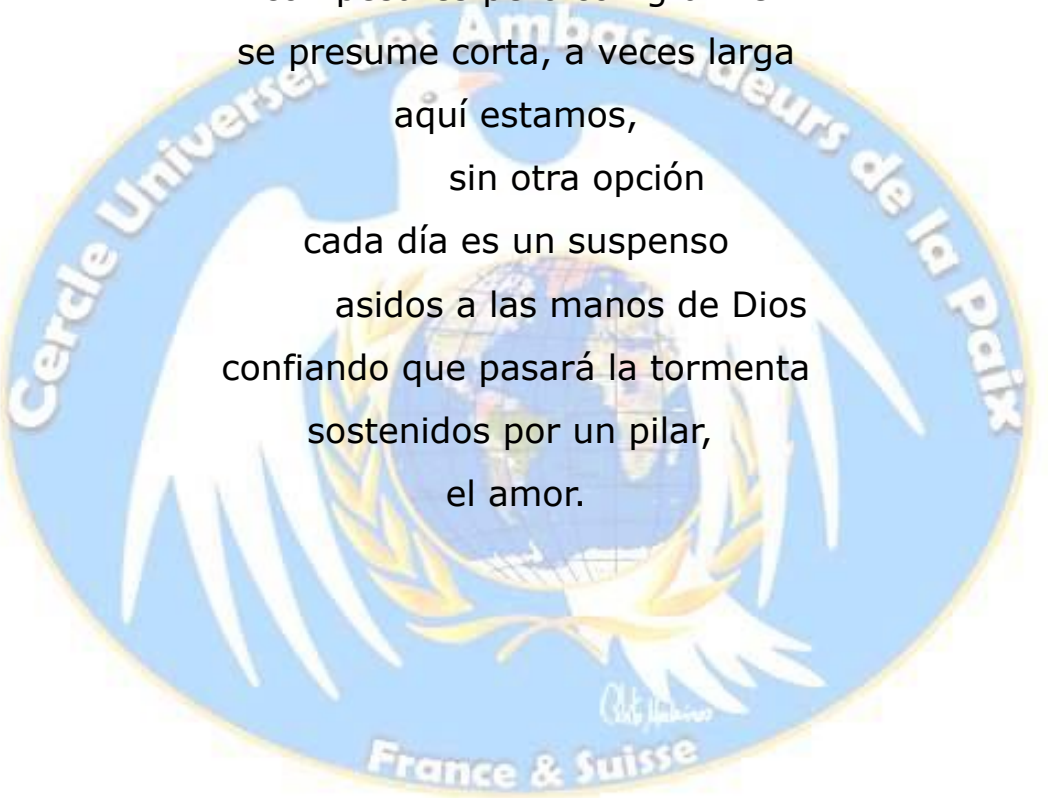 se presume corta, a veces larga
aquí estamos,
sin otra opción
cada día es un suspenso
asidos a las manos de Dios
confiando que pasará la tormenta
sostenidos por un pilar,
el amor.
Cercle Universel des Ambassadeurs de la Paix
France & Suisse